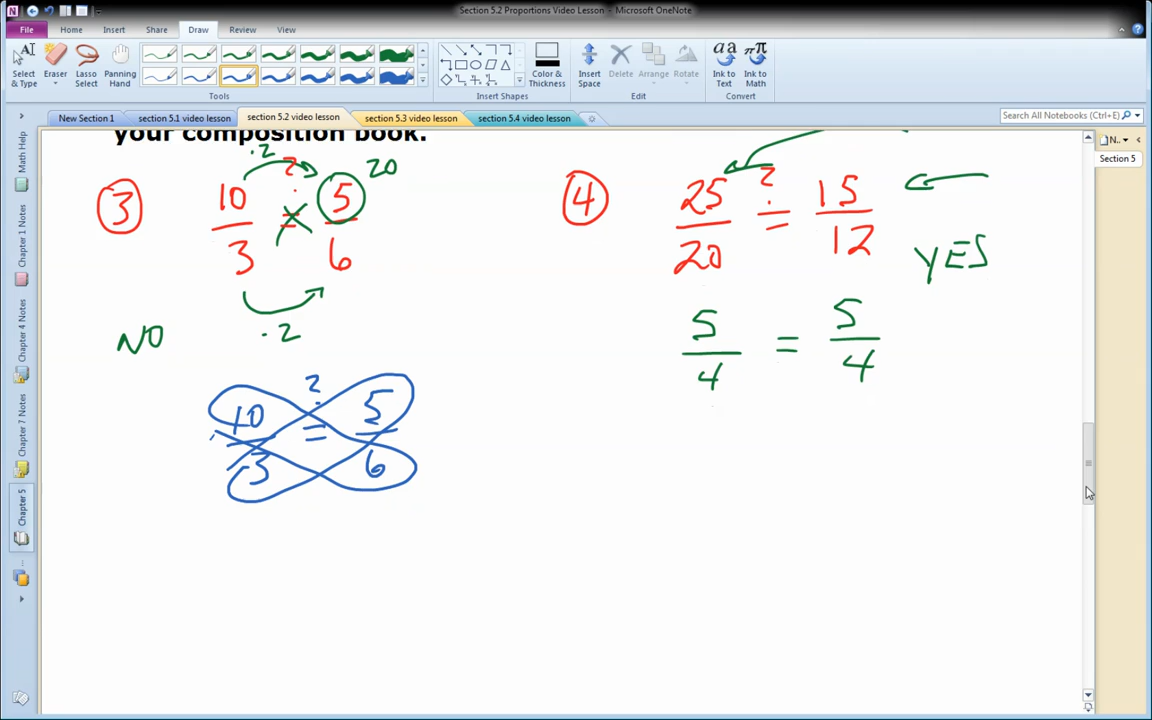 Section 5.2 Proportions Video Lesson - Microsoft OneNote
File Home Insert Draw Review View
Select & Type Eraser Lasso Select Panning Hand Color & Thickness Insert Space Delete Arrange Rotate Ink to Text Ink to Math
Tools Insert Shapes Edit Convert
New Section 1 section 5.1 video lesson section 5.2 video lesson section 5.3 video lesson section 5.4 video lesson Search All Notebooks (Ctrl+E)
N..
Section 5
Math Help
Chapter 1 Notes
Chapter 4 Notes
Chapter 7 Notes
Chapter 5
your composition book.
·2 ? 20
3 10/3 = 5/6
·2
NO
10/3 ?= 5/6
4 25/20 ?= 15/12
YES
5/4 = 5/4